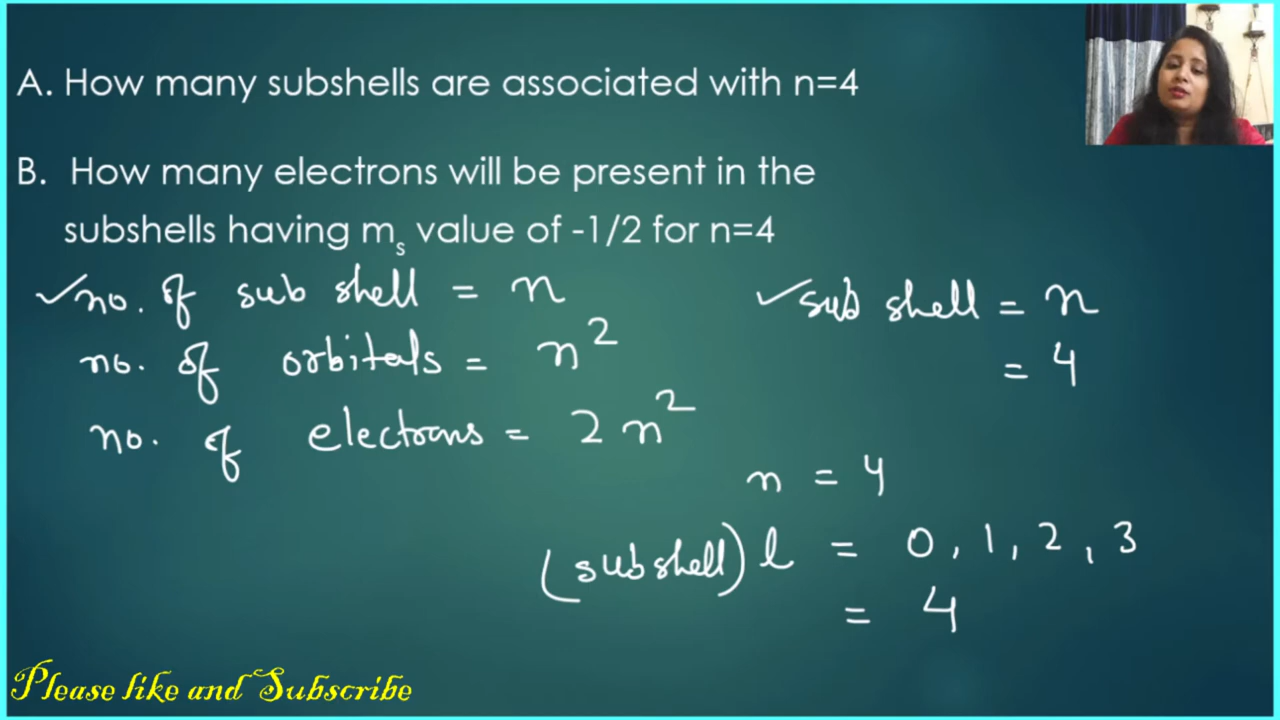 A. How many subshells are associated with n=4
B. How many electrons will be present in the
subshells having ms value of -1/2 for n=4
✓no. of sub shell = n
no. of orbitals = n²
no. of electrons = 2n²
✓sub shell = n
= 4
n = 4
(subshell) l = 0, 1, 2, 3
= 4
Please like and Subscribe